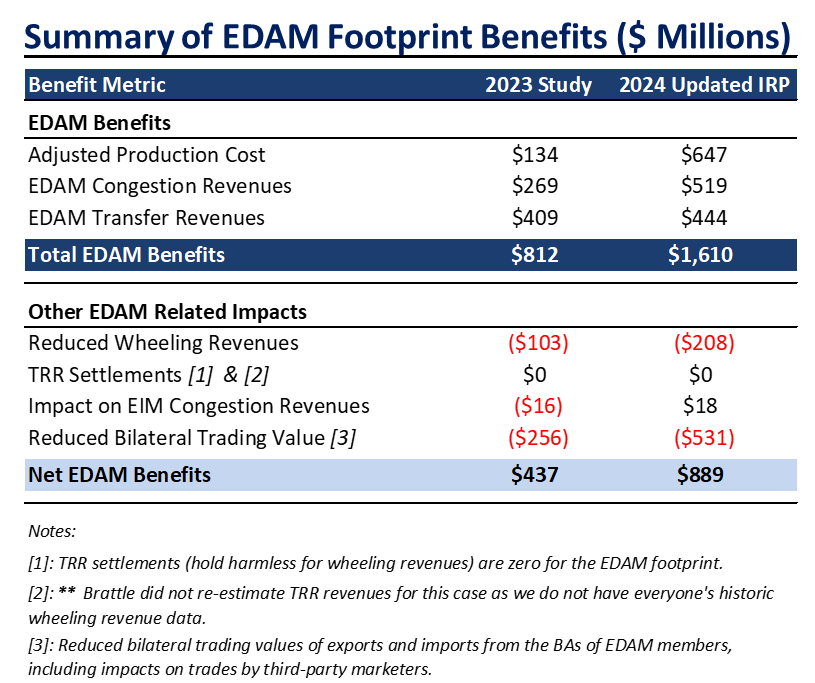 Summary of EDAM Footprint Benefits ($ Millions)
Benefit Metric 2023 Study 2024 Updated IRP
EDAM Benefits
Adjusted Production Cost $134 $647
EDAM Congestion Revenues $269 $519
EDAM Transfer Revenues $409 $444
Total EDAM Benefits $812 $1,610
Other EDAM Related Impacts
Reduced Wheeling Revenues ($103) ($208)
TRR Settlements [1] & [2] $0 $0
Impact on EIM Congestion Revenues ($16) $18
Reduced Bilateral Trading Value [3] ($256) ($531)
Net EDAM Benefits $437 $889
Notes:
[1]: TRR settlements (hold harmless for wheeling revenues) are zero for the EDAM footprint.
[2]: ** Brattle did not re-estimate TRR revenues for this case as we do not have everyone's historic
wheeling revenue data.
[3]: Reduced bilateral trading values of exports and imports from the BAs of EDAM members,
including impacts on trades by third-party marketers.